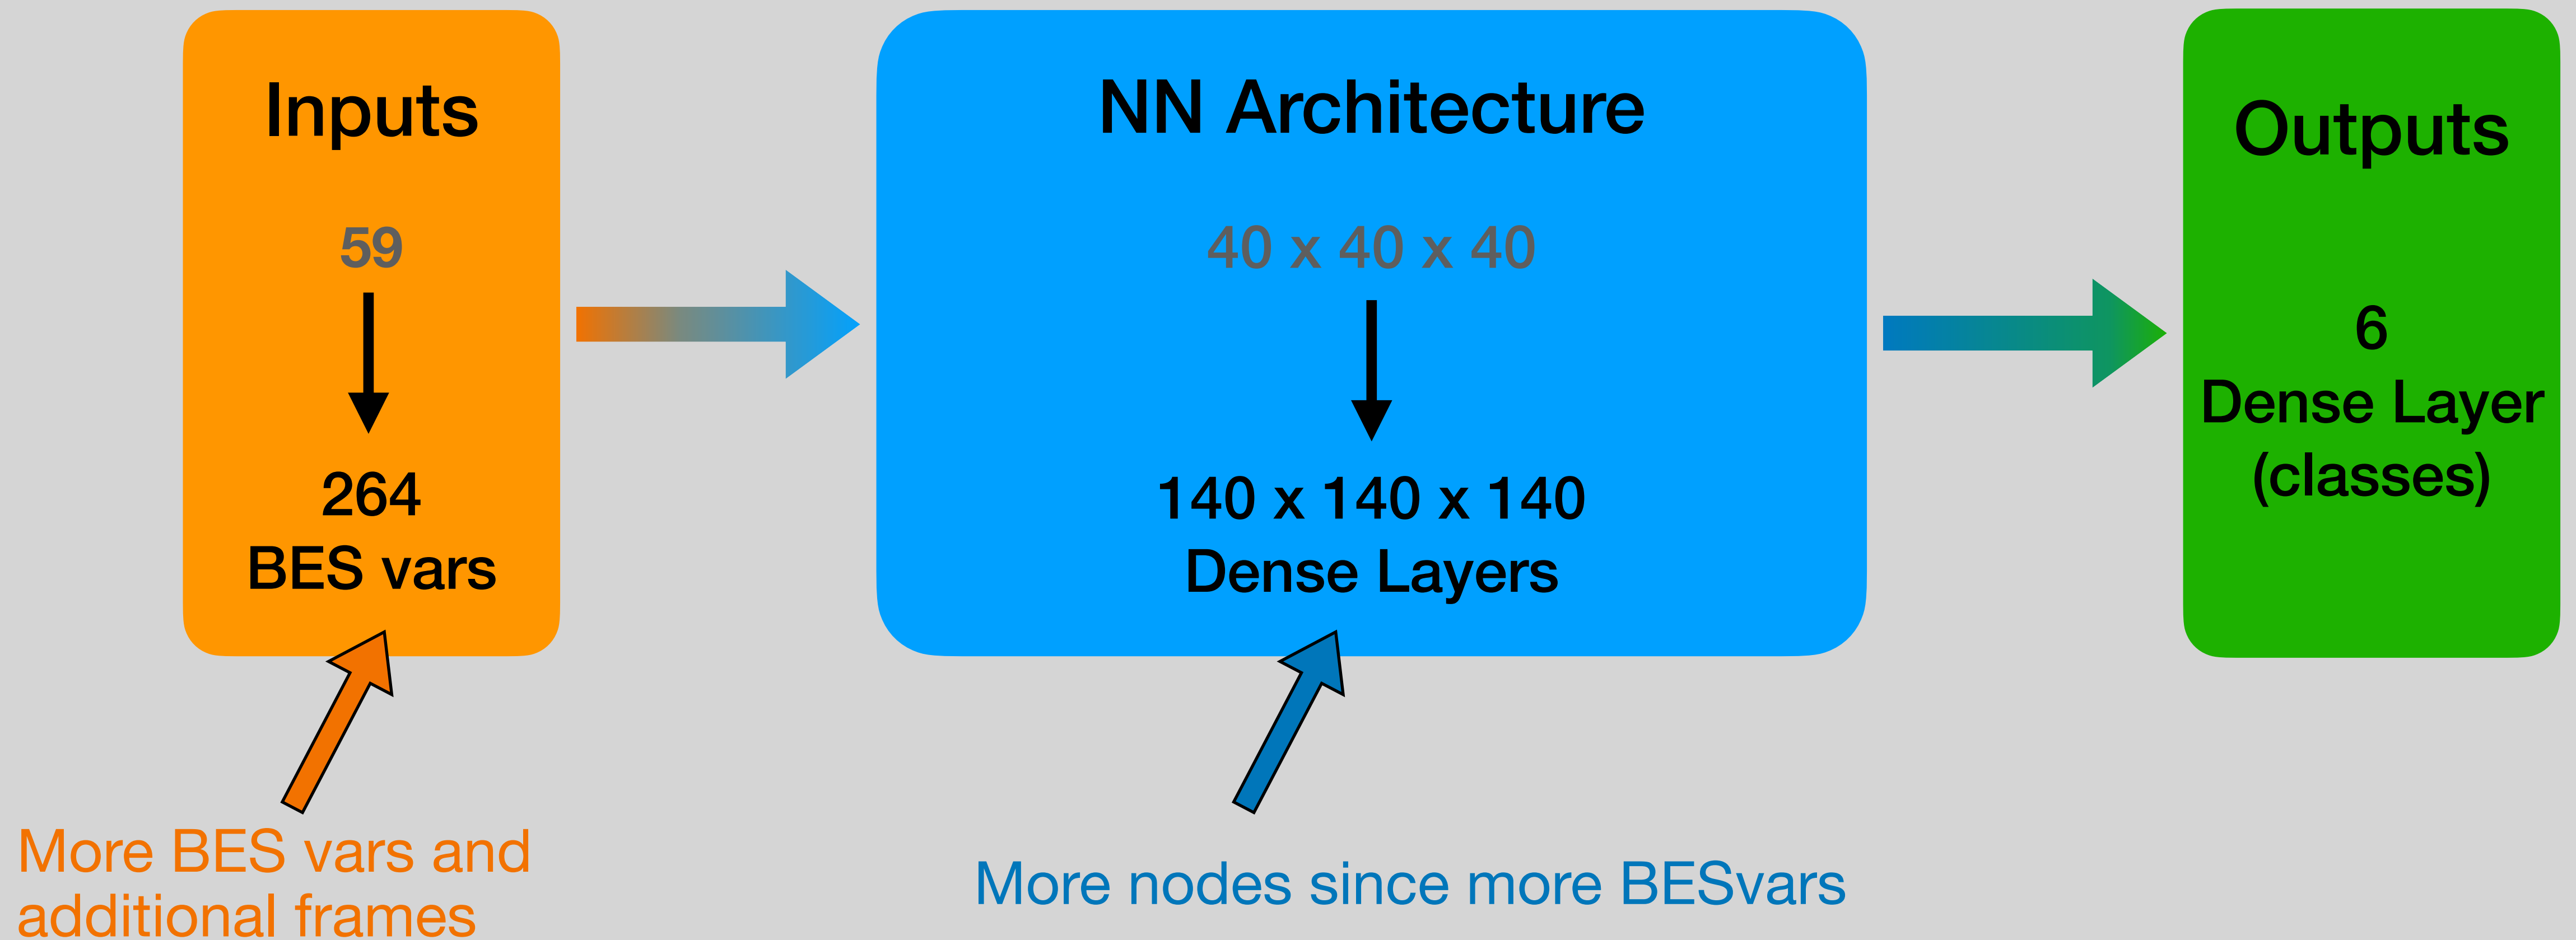 Inputs
59
264
BES vars
NN Architecture
40 x 40 x 40
140 x 140 x 140
Dense Layers
Outputs
6
Dense Layer
(classes)
More BES vars and
additional frames
More nodes since more BESvars